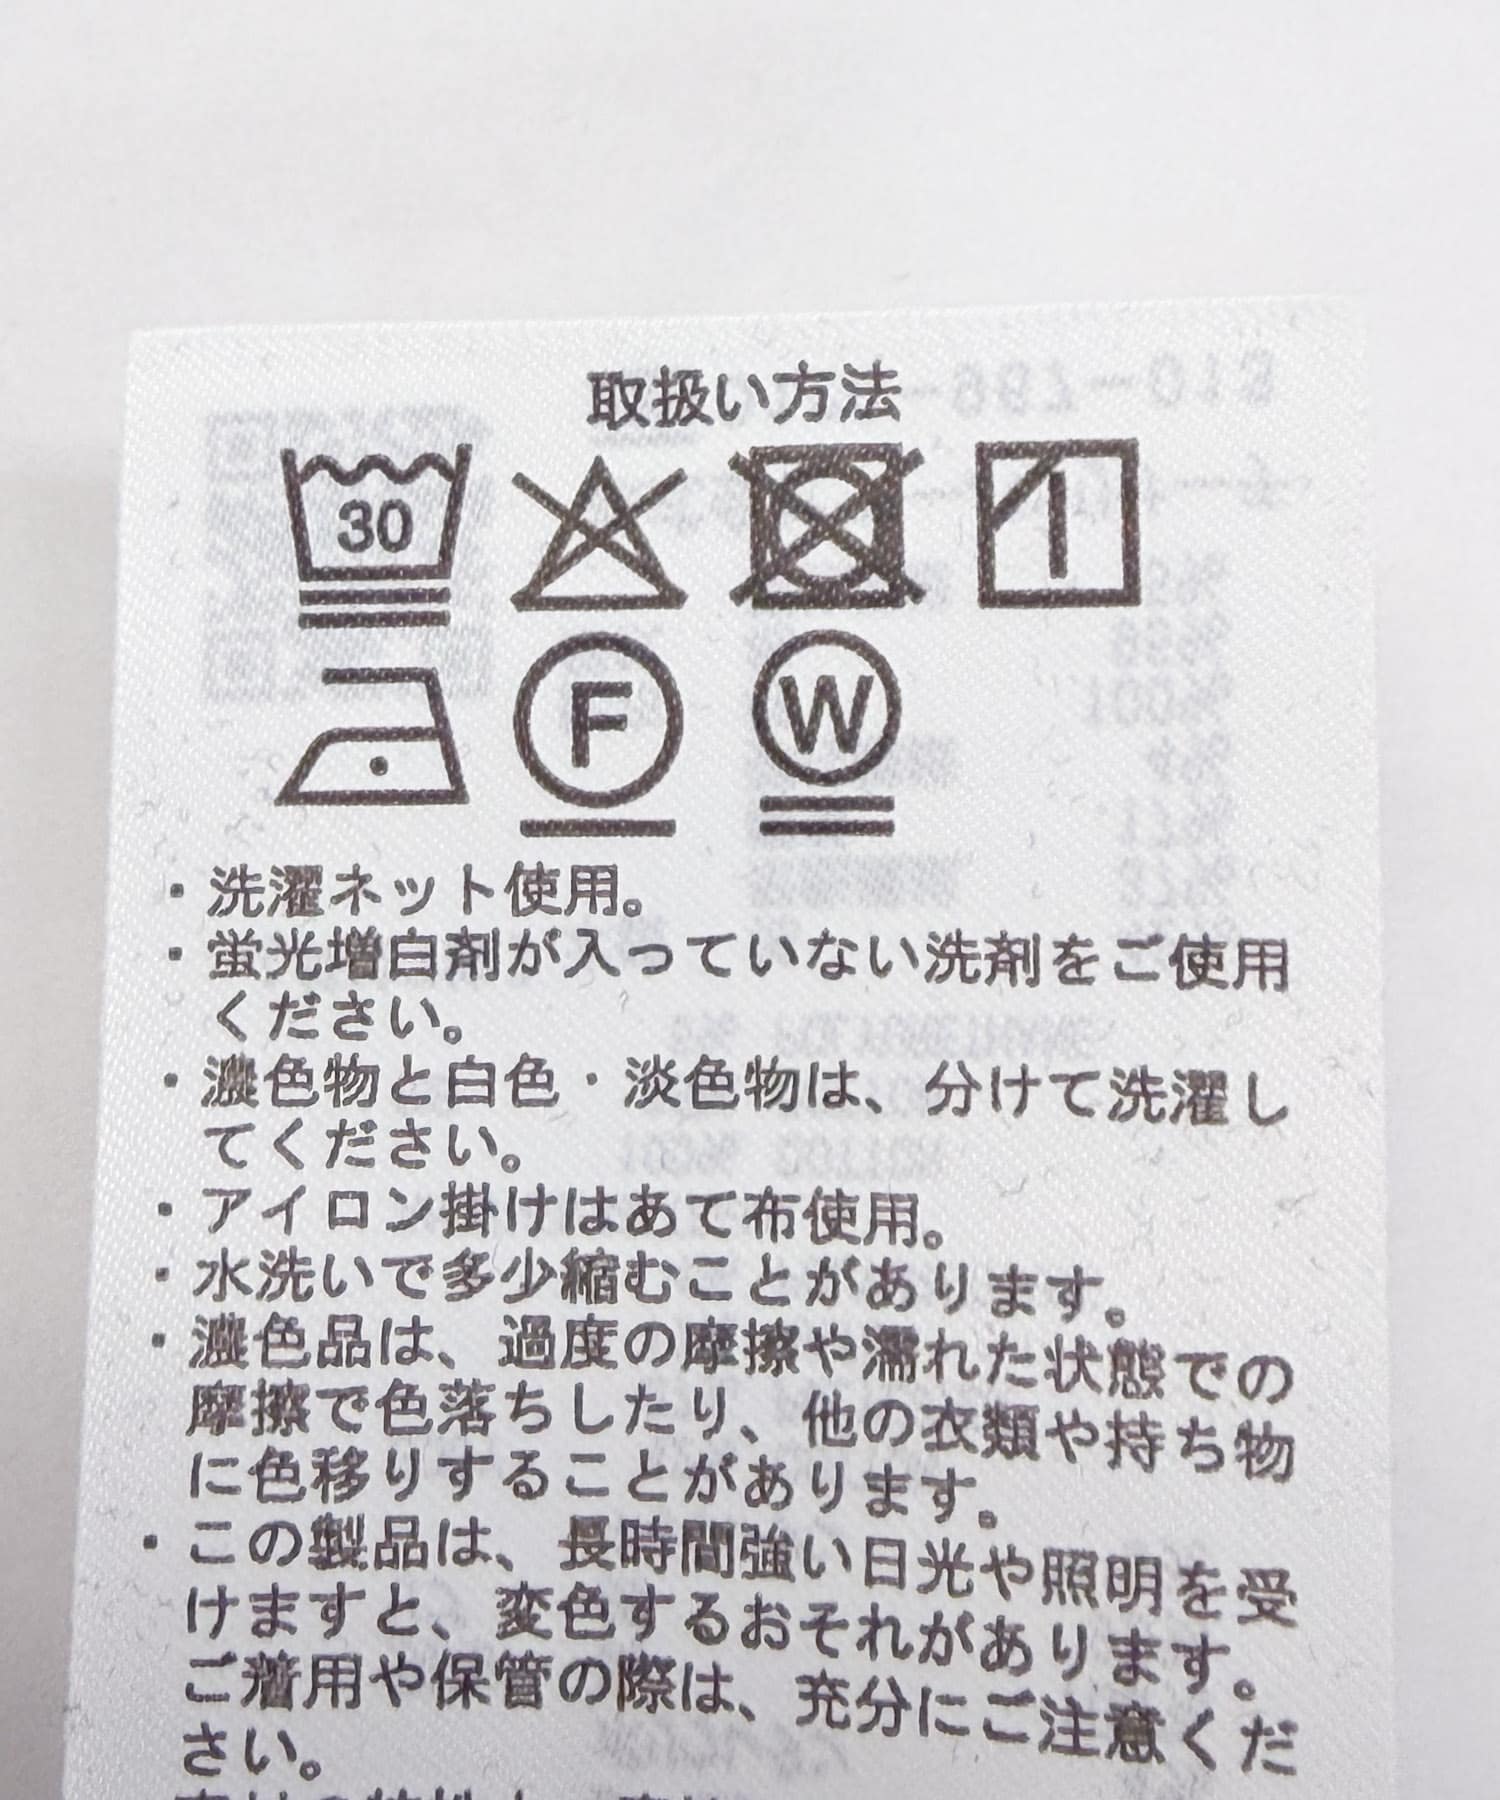 取扱い方法
30
F
W
・洗濯ネット使用。
・蛍光増白剤が入っていない洗剤をご使用
ください。
・濃色物と白色・淡色物は、分けて洗濯し
てください。
・アイロン掛けはあて布使用。
・水洗いで多少縮むことがあります。
・濃色品は、過度の摩擦や濡れた状態での
摩擦で色落ちしたり、他の衣類や持ち物
に色移りすることがあります。
・この製品は、長時間強い日光や照明を受
けますと、変色するおそれがあります。
ご着用や保管の際は、充分にご注意くだ
さい。